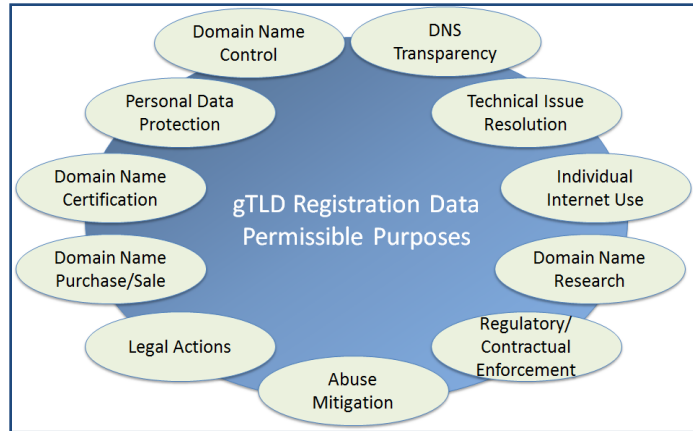 Domain Name
Control
DNS
Transparency
Personal Data
Protection
Technical Issue
Resolution
Domain Name
Certification
gTLD Registration Data
Permissible Purposes
Individual
Internet Use
Domain Name
Purchase/Sale
Domain Name
Research
Legal Actions
Regulatory/
Contractual
Enforcement
Abuse
Mitigation